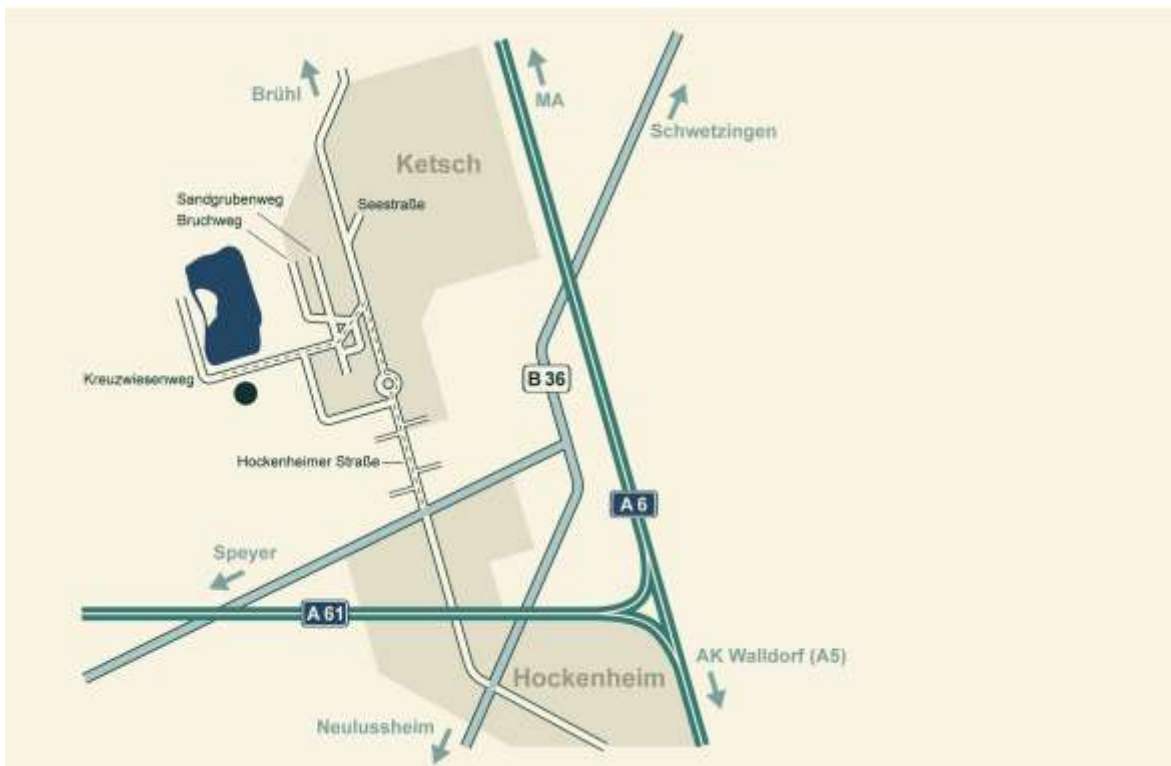 Brühl
MA
Schwetzingen
Ketsch
Sandgrubenweg
Bruchweg
Seestraße
Kreuzwiesenweg
B 36
Hockenheimer Straße
A 6
Speyer
A 61
AK Walldorf (A5)
Hockenheim
Neulussheim